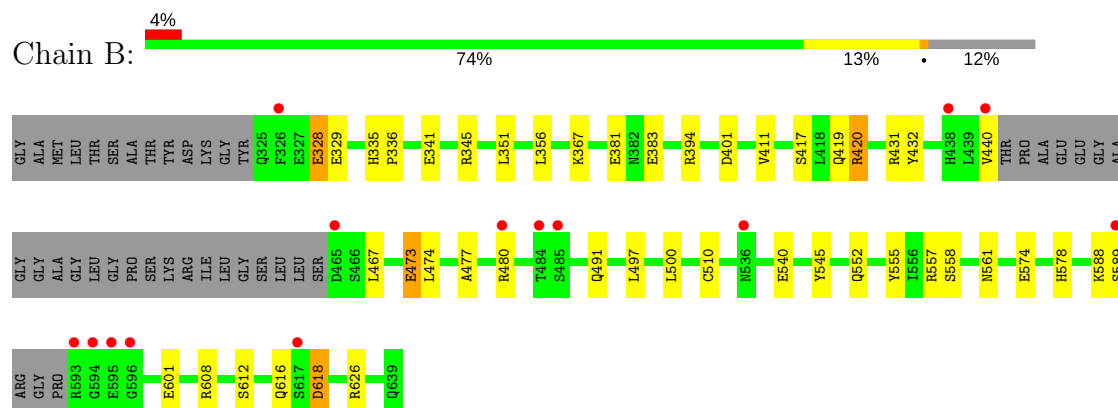 4%
Chain B:
74% 13% • 12%
GLY ALA MET LEU THR SER ALA THR TYR ASP LYS GLY TYR Q325 F326 E327 E328 E329 H335 P336 E341 R345 L351 L356 K367 E381 N382 E383 R394 D401 V411 S417 L418 Q419 R420 R431 Y432 H438 L439 V440 THR PRO ALA GLU GLU GLY ALA
GLY GLY ALA GLY LEU GLY PRO SER LYS ARG ILE LEU GLY SER LEU LEU SER D465 S466 L467 E473 L474 A477 R480 T484 S485 Q491 L497 L500 C510 N536 E540 Y545 Q552 Y555 I556 R557 S558 N561 E574 H578 K588 S589
ARG GLY PRO R593 G594 E595 G596 E601 R608 S612 Q616 S617 D618 R626 Q639